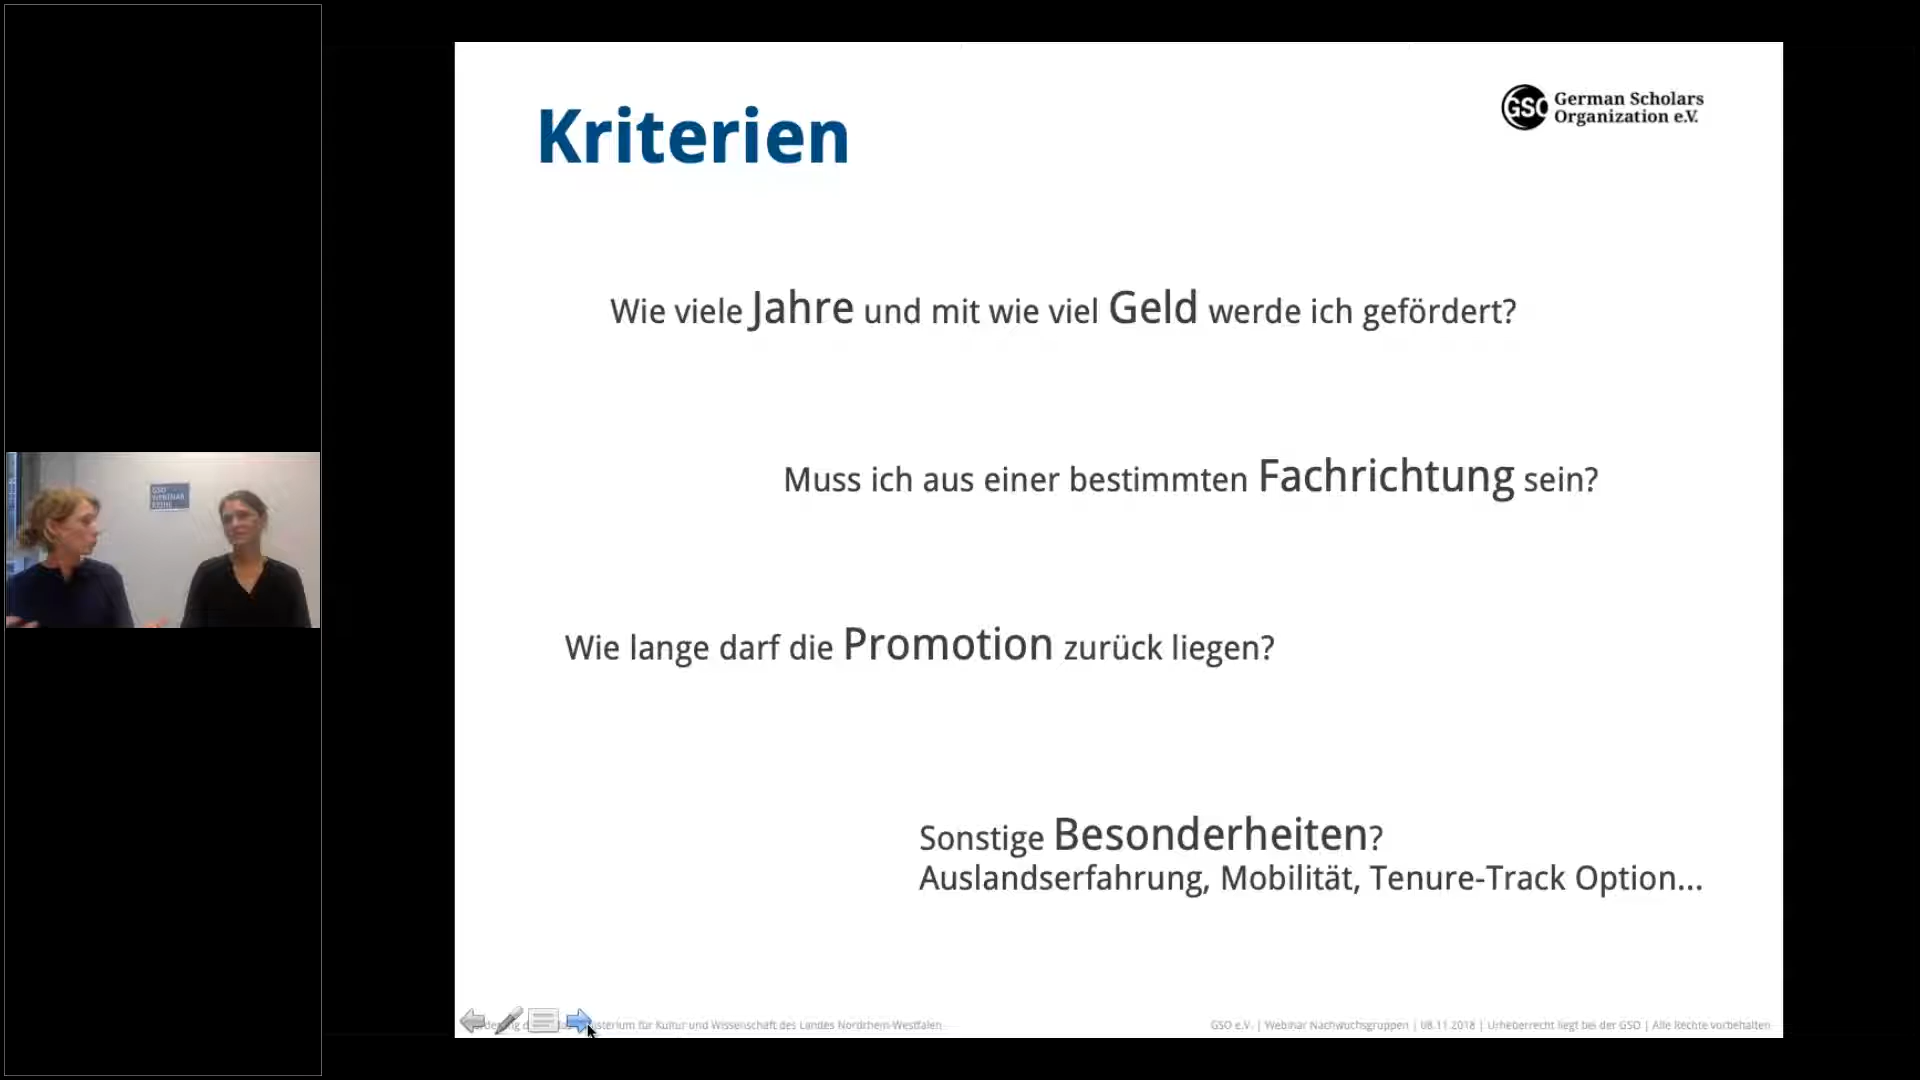 Kriterien
GSO German Scholars
Organization e.V.
Wie viele Jahre und mit wie viel Geld werde ich gefördert?
Muss ich aus einer bestimmten Fachrichtung sein?
GSO
WEBINAR
Wie lange darf die Promotion zurück liegen?
Sonstige Besonderheiten?
Auslandserfahrung, Mobilität, Tenure-Track Option...
für Kultur und Wissenschaft des Landes Nordrhein-Westfalen
GSO e.V. | Webinar Nachwuchsgruppen | 08.11.2018 | Urheberrecht liegt bei der GSO | Alle Rechte vorbehalten